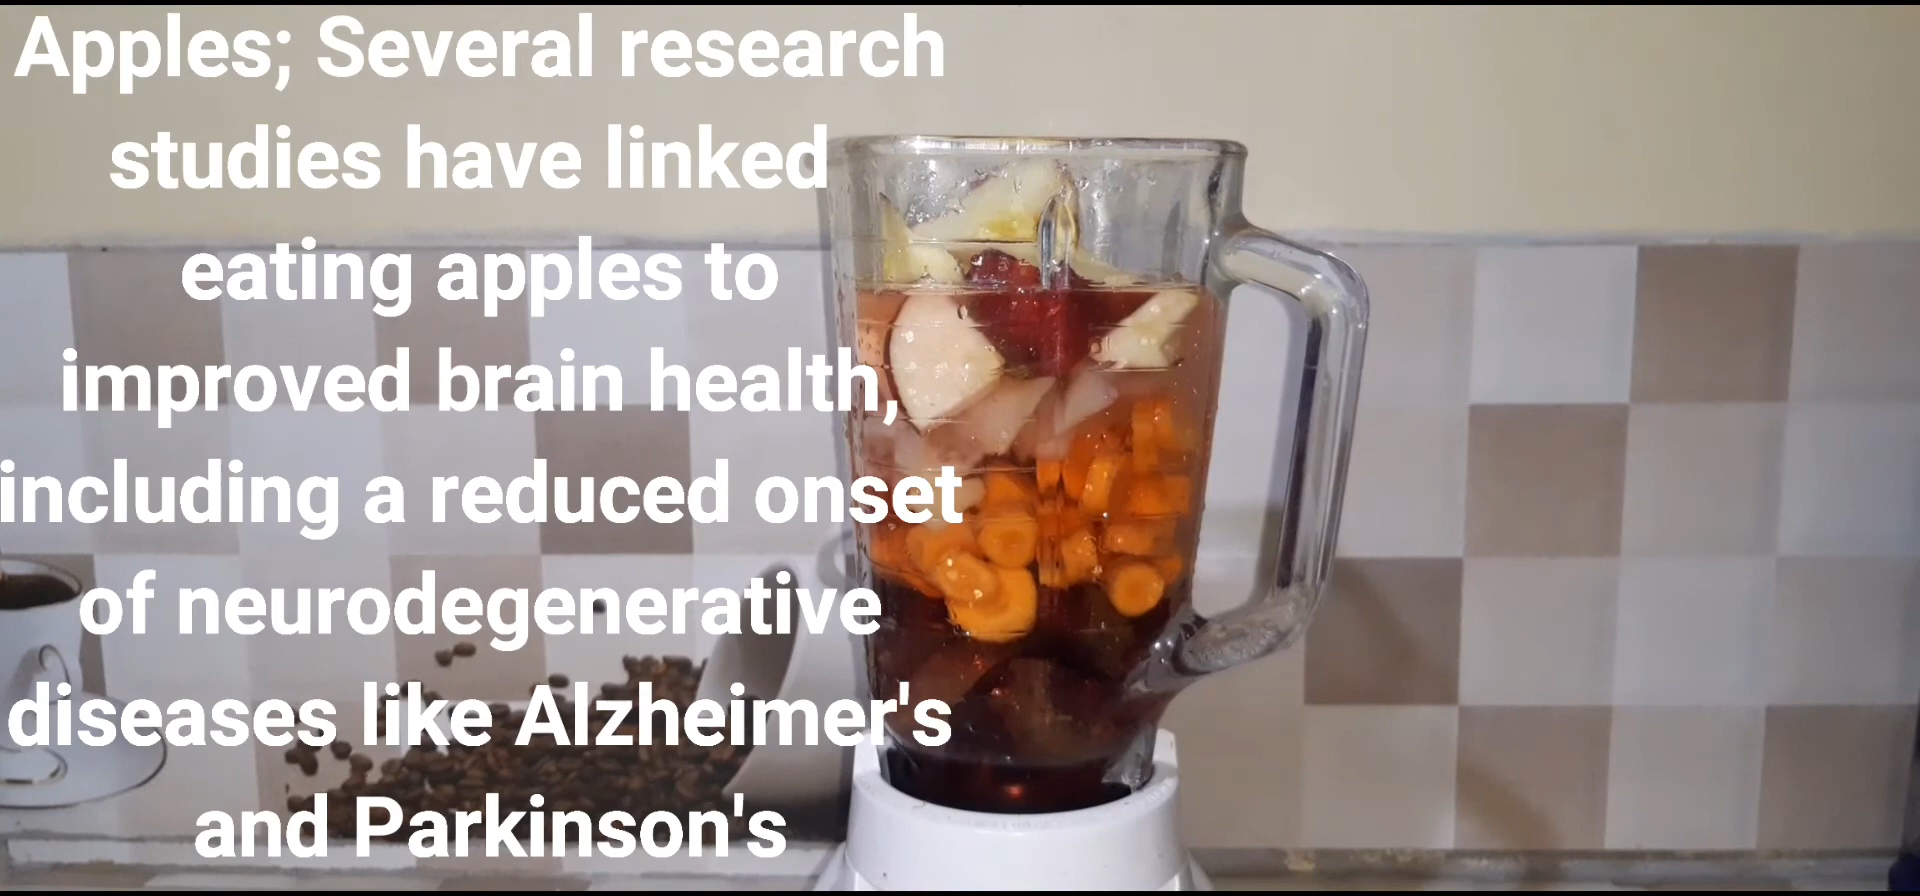 Apples; Several research
studies have linked
eating apples to
improved brain health,
including a reduced onset
of neurodegenerative
diseases like Alzheimer's
and Parkinson's